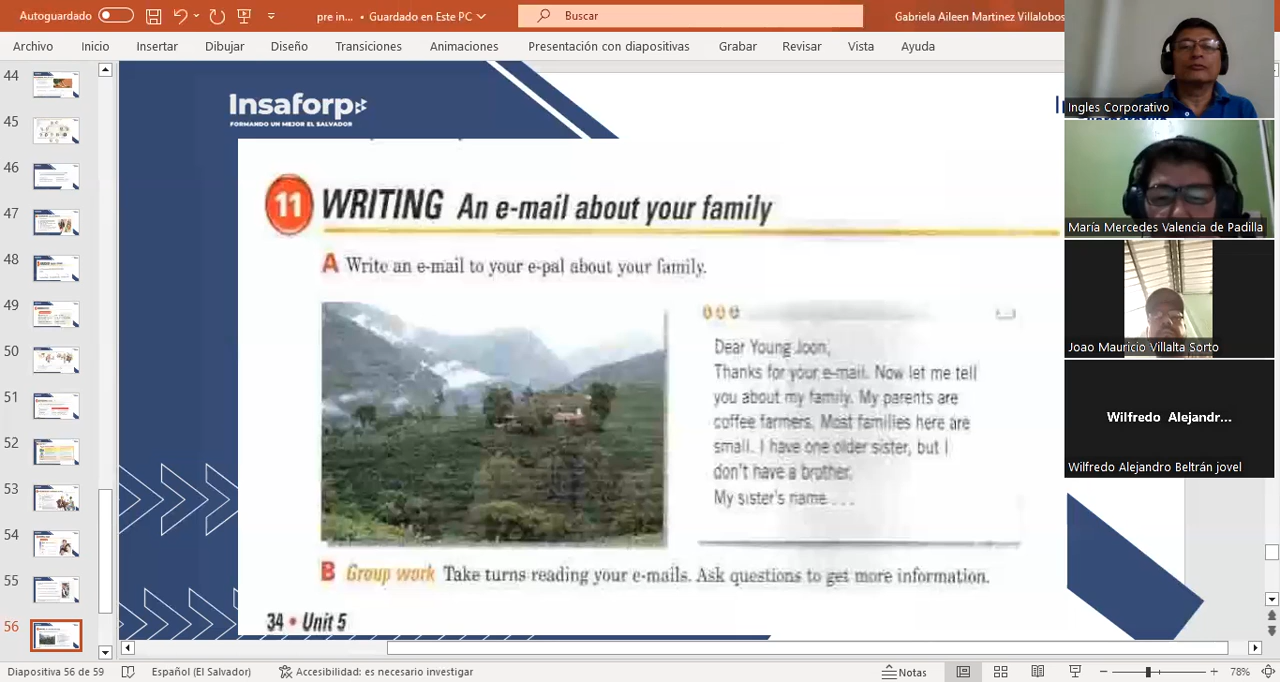 Autoguardado
pre in... • Guardado en Este PC
Buscar
Gabriela Aileen Martinez Villalobos
Archivo Inicio Insertar Dibujar Diseño Transiciones Animaciones Presentación con diapositivas Grabar Revisar Vista Ayuda
44
45
46
47
48
49
50
51
52
53
54
55
56
Insaforp
FORMANDO UN MEJOR EL SALVADOR
11 WRITING An e-mail about your family
A Write an e-mail to your e-pal about your family.
Dear Young Joon,
Thanks for your e-mail. Now let me tell
you about my family. My parents are
coffee farmers. Most families here are
small. I have one older sister, but I
don't have a brother.
My sister's name . . .
B Group work Take turns reading your e-mails. Ask questions to get more information.
34 • Unit 5
Ingles Corporativo
María Mercedes Valencia de Padilla
Joao Mauricio Villalta Sorto
Wilfredo Alejandr...
Wilfredo Alejandro Beltrán jovel
Diapositiva 56 de 59
Español (El Salvador)
Accesibilidad: es necesario investigar
Notas
78%